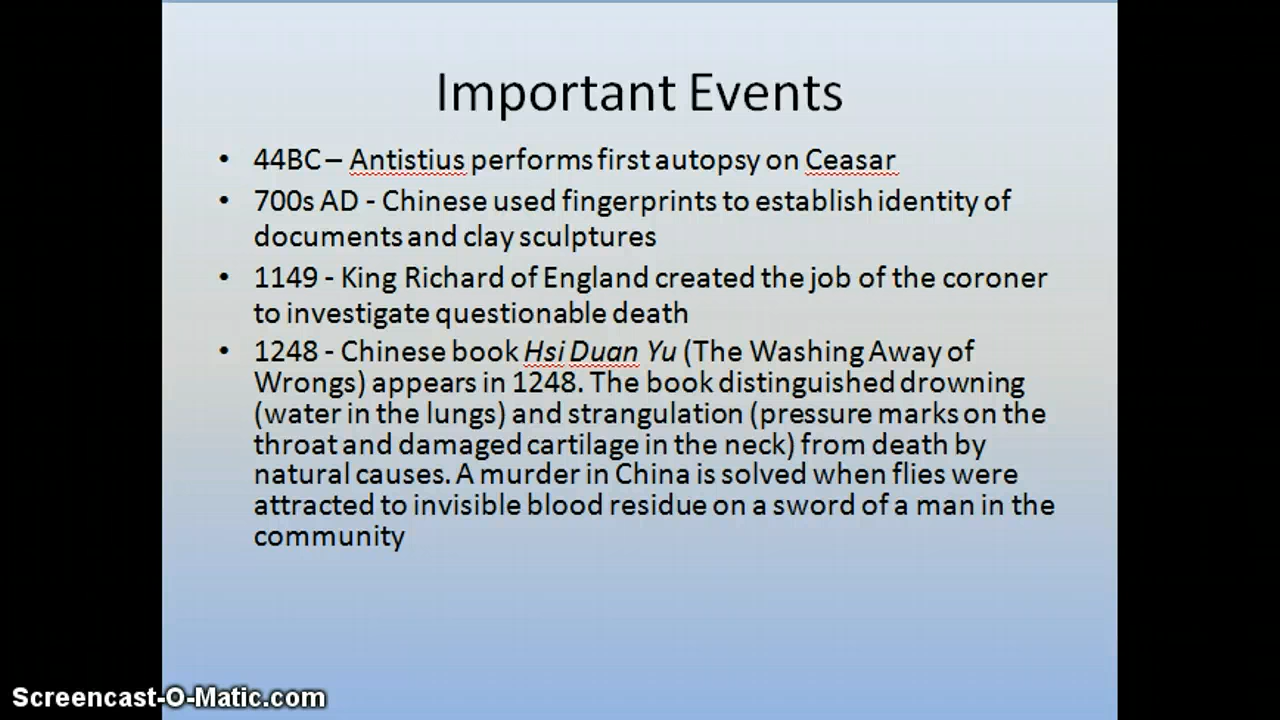 Important Events
• 44BC – Antistius performs first autopsy on Ceasar
• 700s AD - Chinese used fingerprints to establish identity of
documents and clay sculptures
• 1149 - King Richard of England created the job of the coroner
to investigate questionable death
• 1248 - Chinese book Hsi Duan Yu (The Washing Away of
Wrongs) appears in 1248. The book distinguished drowning
(water in the lungs) and strangulation (pressure marks on the
throat and damaged cartilage in the neck) from death by
natural causes. A murder in China is solved when flies were
attracted to invisible blood residue on a sword of a man in the
community
Screencast-O-Matic.com